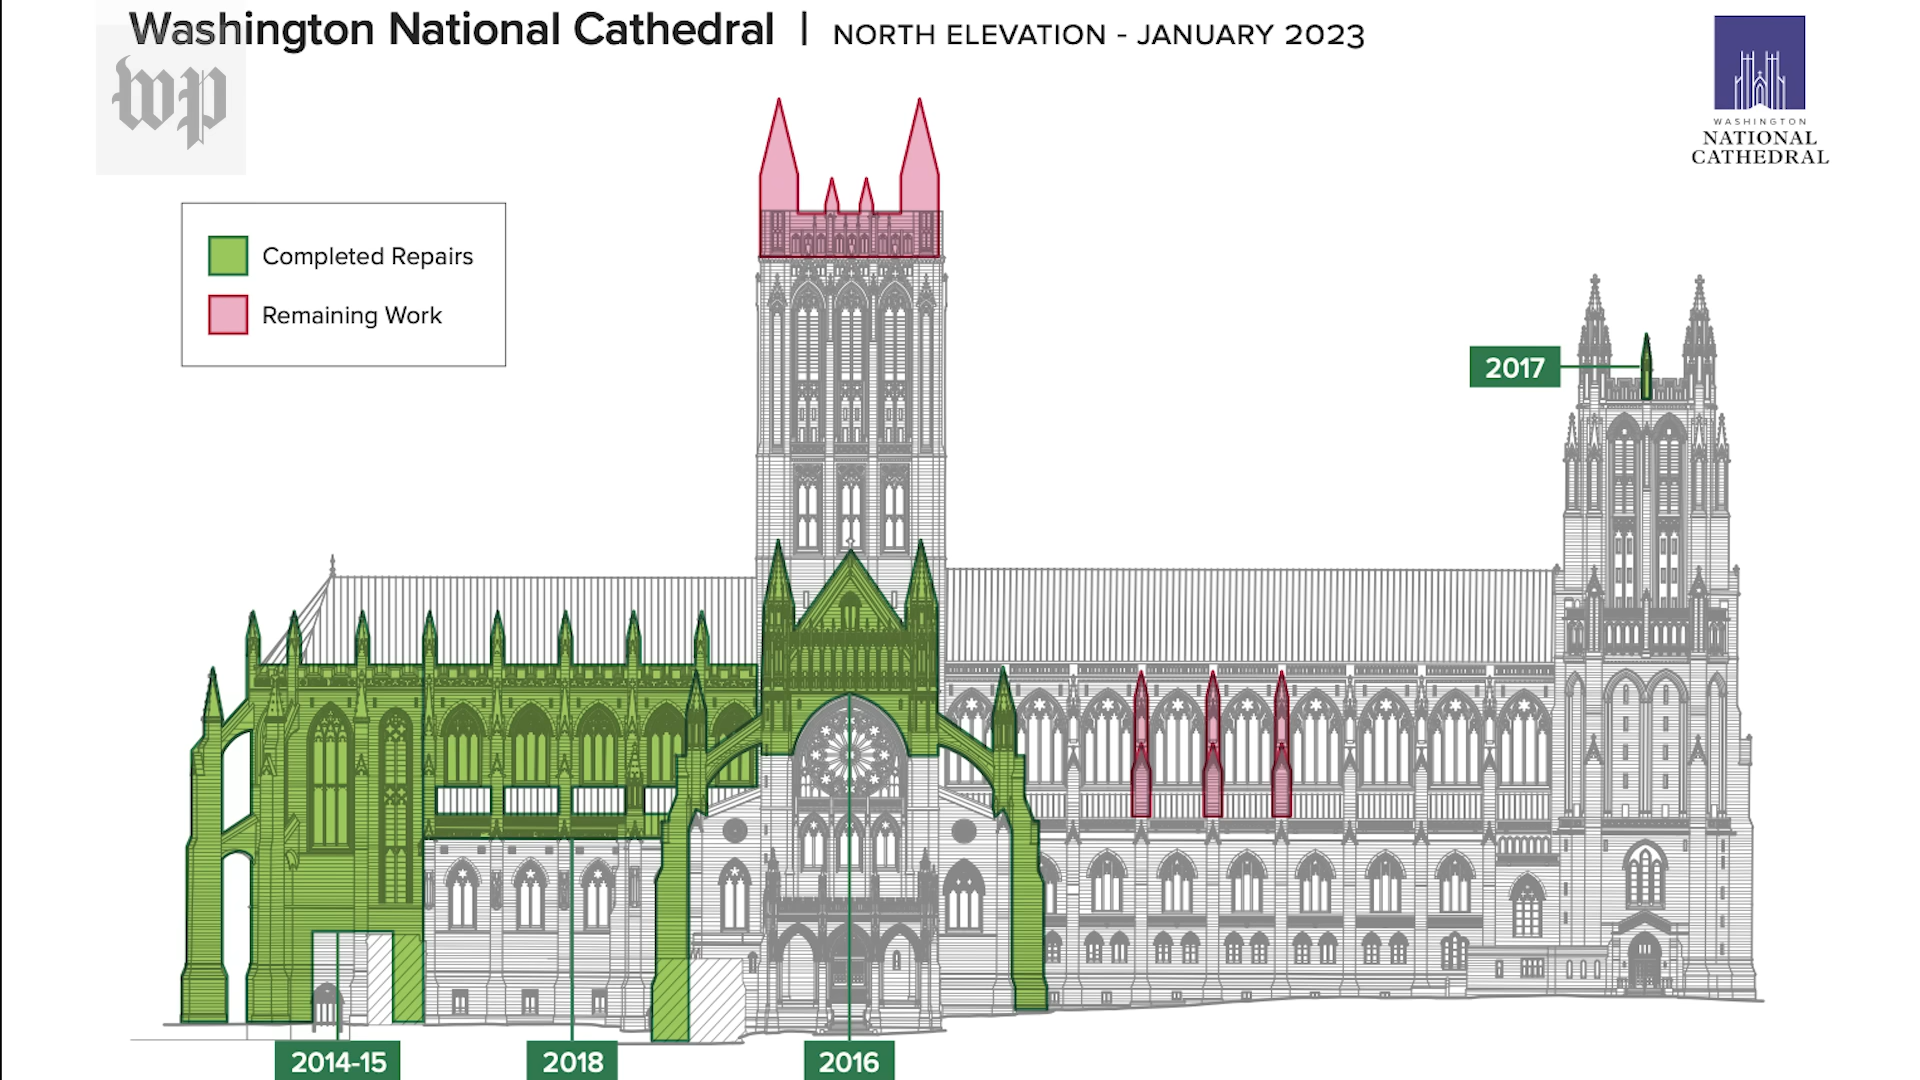 Washington National Cathedral | NORTH ELEVATION - JANUARY 2023
wp
WASHINGTON
NATIONAL
CATHEDRAL
Completed Repairs
Remaining Work
2017
2014-15
2018
2016